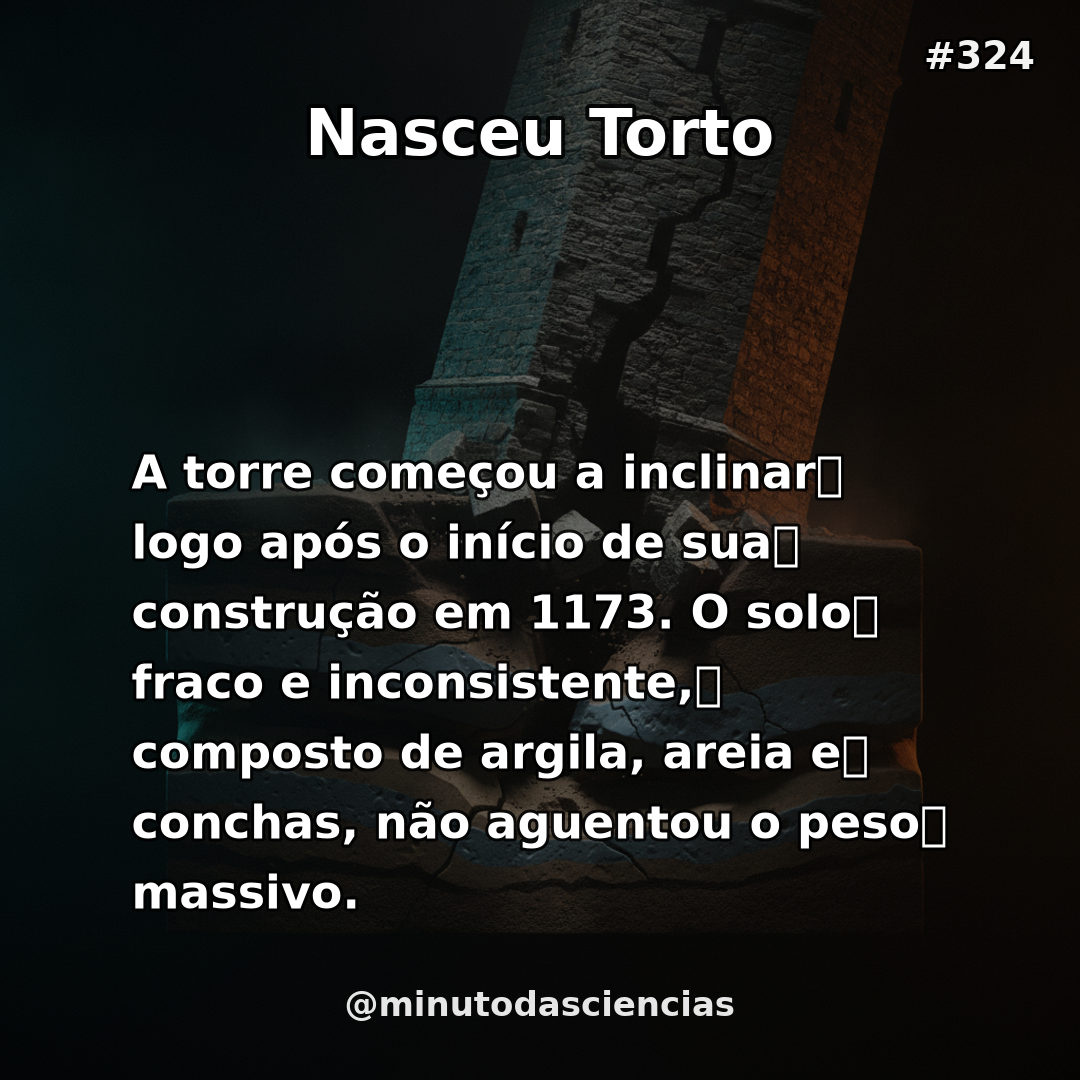 #324
Nasceu Torto
A torre começou a inclinar▯
logo após o início de sua▯
construção em 1173. O solo▯
fraco e inconsistente,▯
composto de argila, areia e▯
conchas, não aguentou o peso▯
massivo.
@minutodasciencias